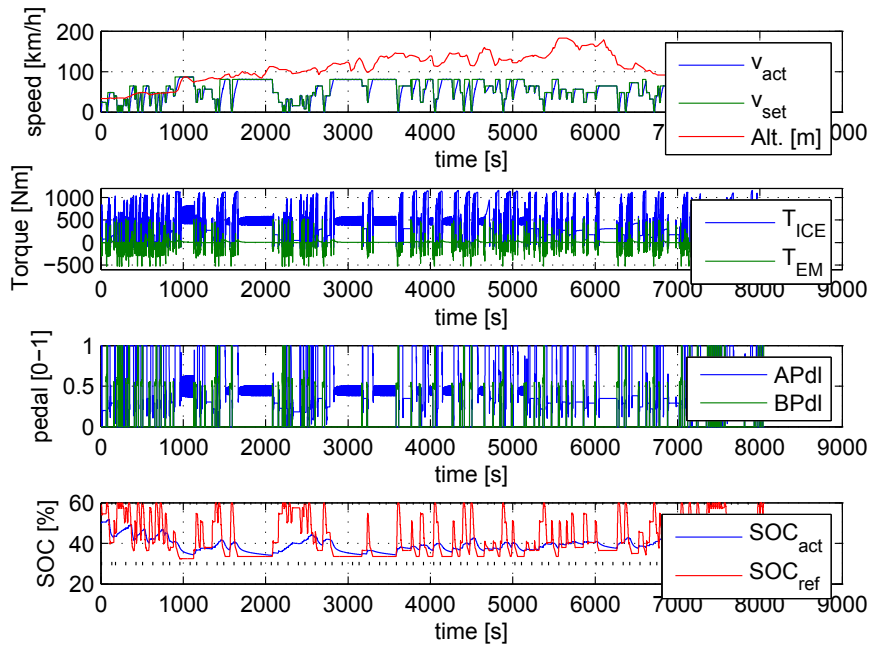 200
100
0
speed [km/h]
0 1000 2000 3000 4000 5000 6000 7000 8000 9000
time [s]
v_act
v_set
Alt. [m]
1000
500
0
−500
Torque [Nm]
0 1000 2000 3000 4000 5000 6000 7000 8000 9000
time [s]
T_ICE
T_EM
1
0.5
0
pedal [0−1]
0 1000 2000 3000 4000 5000 6000 7000 8000 9000
time [s]
APdl
BPdl
60
40
20
SOC [%]
0 1000 2000 3000 4000 5000 6000 7000 8000 9000
time [s]
SOC_act
SOC_ref